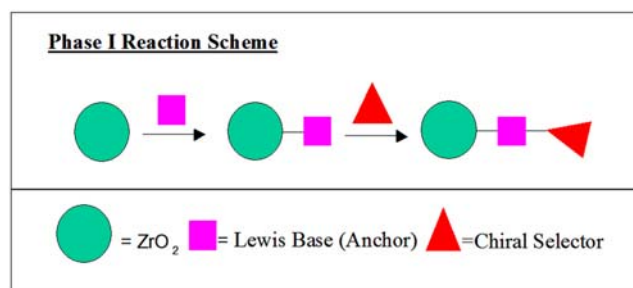 Phase I Reaction Scheme
= ZrO₂ = Lewis Base (Anchor) =Chiral Selector